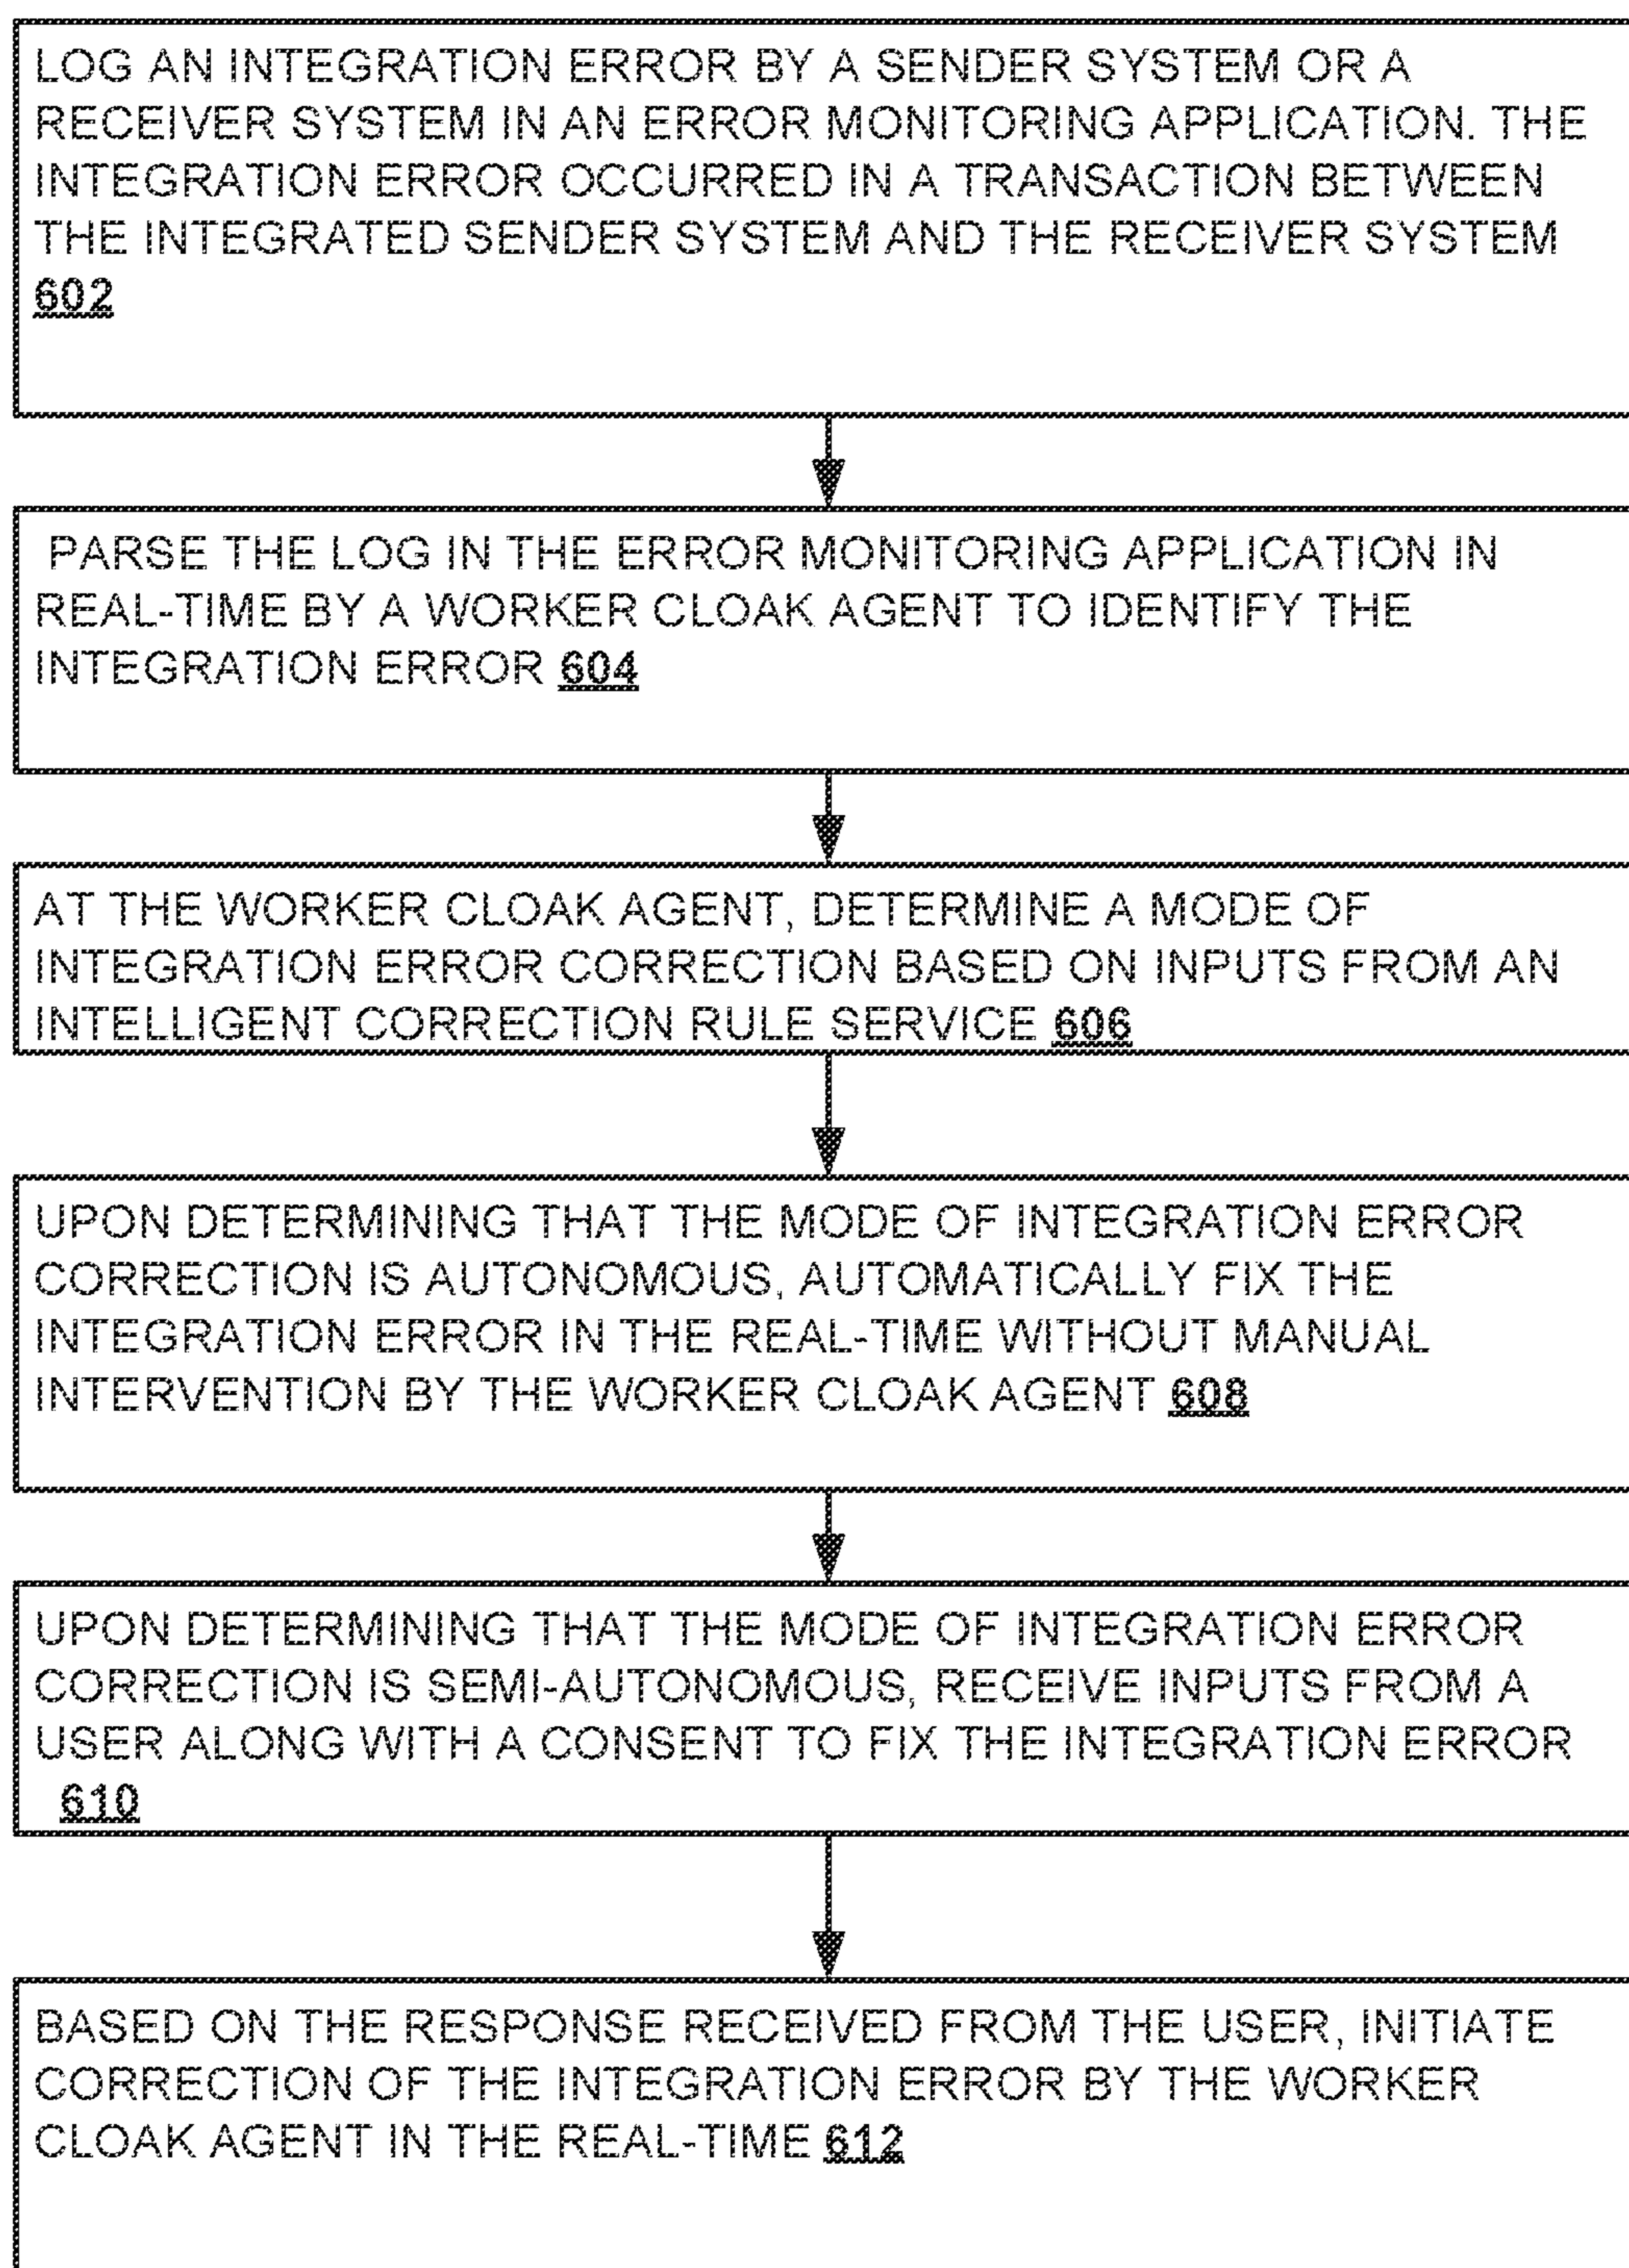 LOG AN INTEGRATION ERROR BY A SENDER SYSTEM OR A
RECEIVER SYSTEM IN AN ERROR MONITORING APPLICATION. THE
INTEGRATION ERROR OCCURRED IN A TRANSACTION BETWEEN
THE INTEGRATED SENDER SYSTEM AND THE RECEIVER SYSTEM
602
PARSE THE LOG IN THE ERROR MONITORING APPLICATION IN
REAL-TIME BY A WORKER CLOAK AGENT TO IDENTIFY THE
INTEGRATION ERROR 604
AT THE WORKER CLOAK AGENT, DETERMINE A MODE OF
INTEGRATION ERROR CORRECTION BASED ON INPUTS FROM AN
INTELLIGENT CORRECTION RULE SERVICE 606
UPON DETERMINING THAT THE MODE OF INTEGRATION ERROR
CORRECTION IS AUTONOMOUS, AUTOMATICALLY FIX THE
INTEGRATION ERROR IN THE REAL-TIME WITHOUT MANUAL
INTERVENTION BY THE WORKER CLOAK AGENT 608
UPON DETERMINING THAT THE MODE OF INTEGRATION ERROR
CORRECTION IS SEMI-AUTONOMOUS, RECEIVE INPUTS FROM A
USER ALONG WITH A CONSENT TO FIX THE INTEGRATION ERROR
610
BASED ON THE RESPONSE RECEIVED FROM THE USER, INITIATE
CORRECTION OF THE INTEGRATION ERROR BY THE WORKER
CLOAK AGENT IN THE REAL-TIME 612